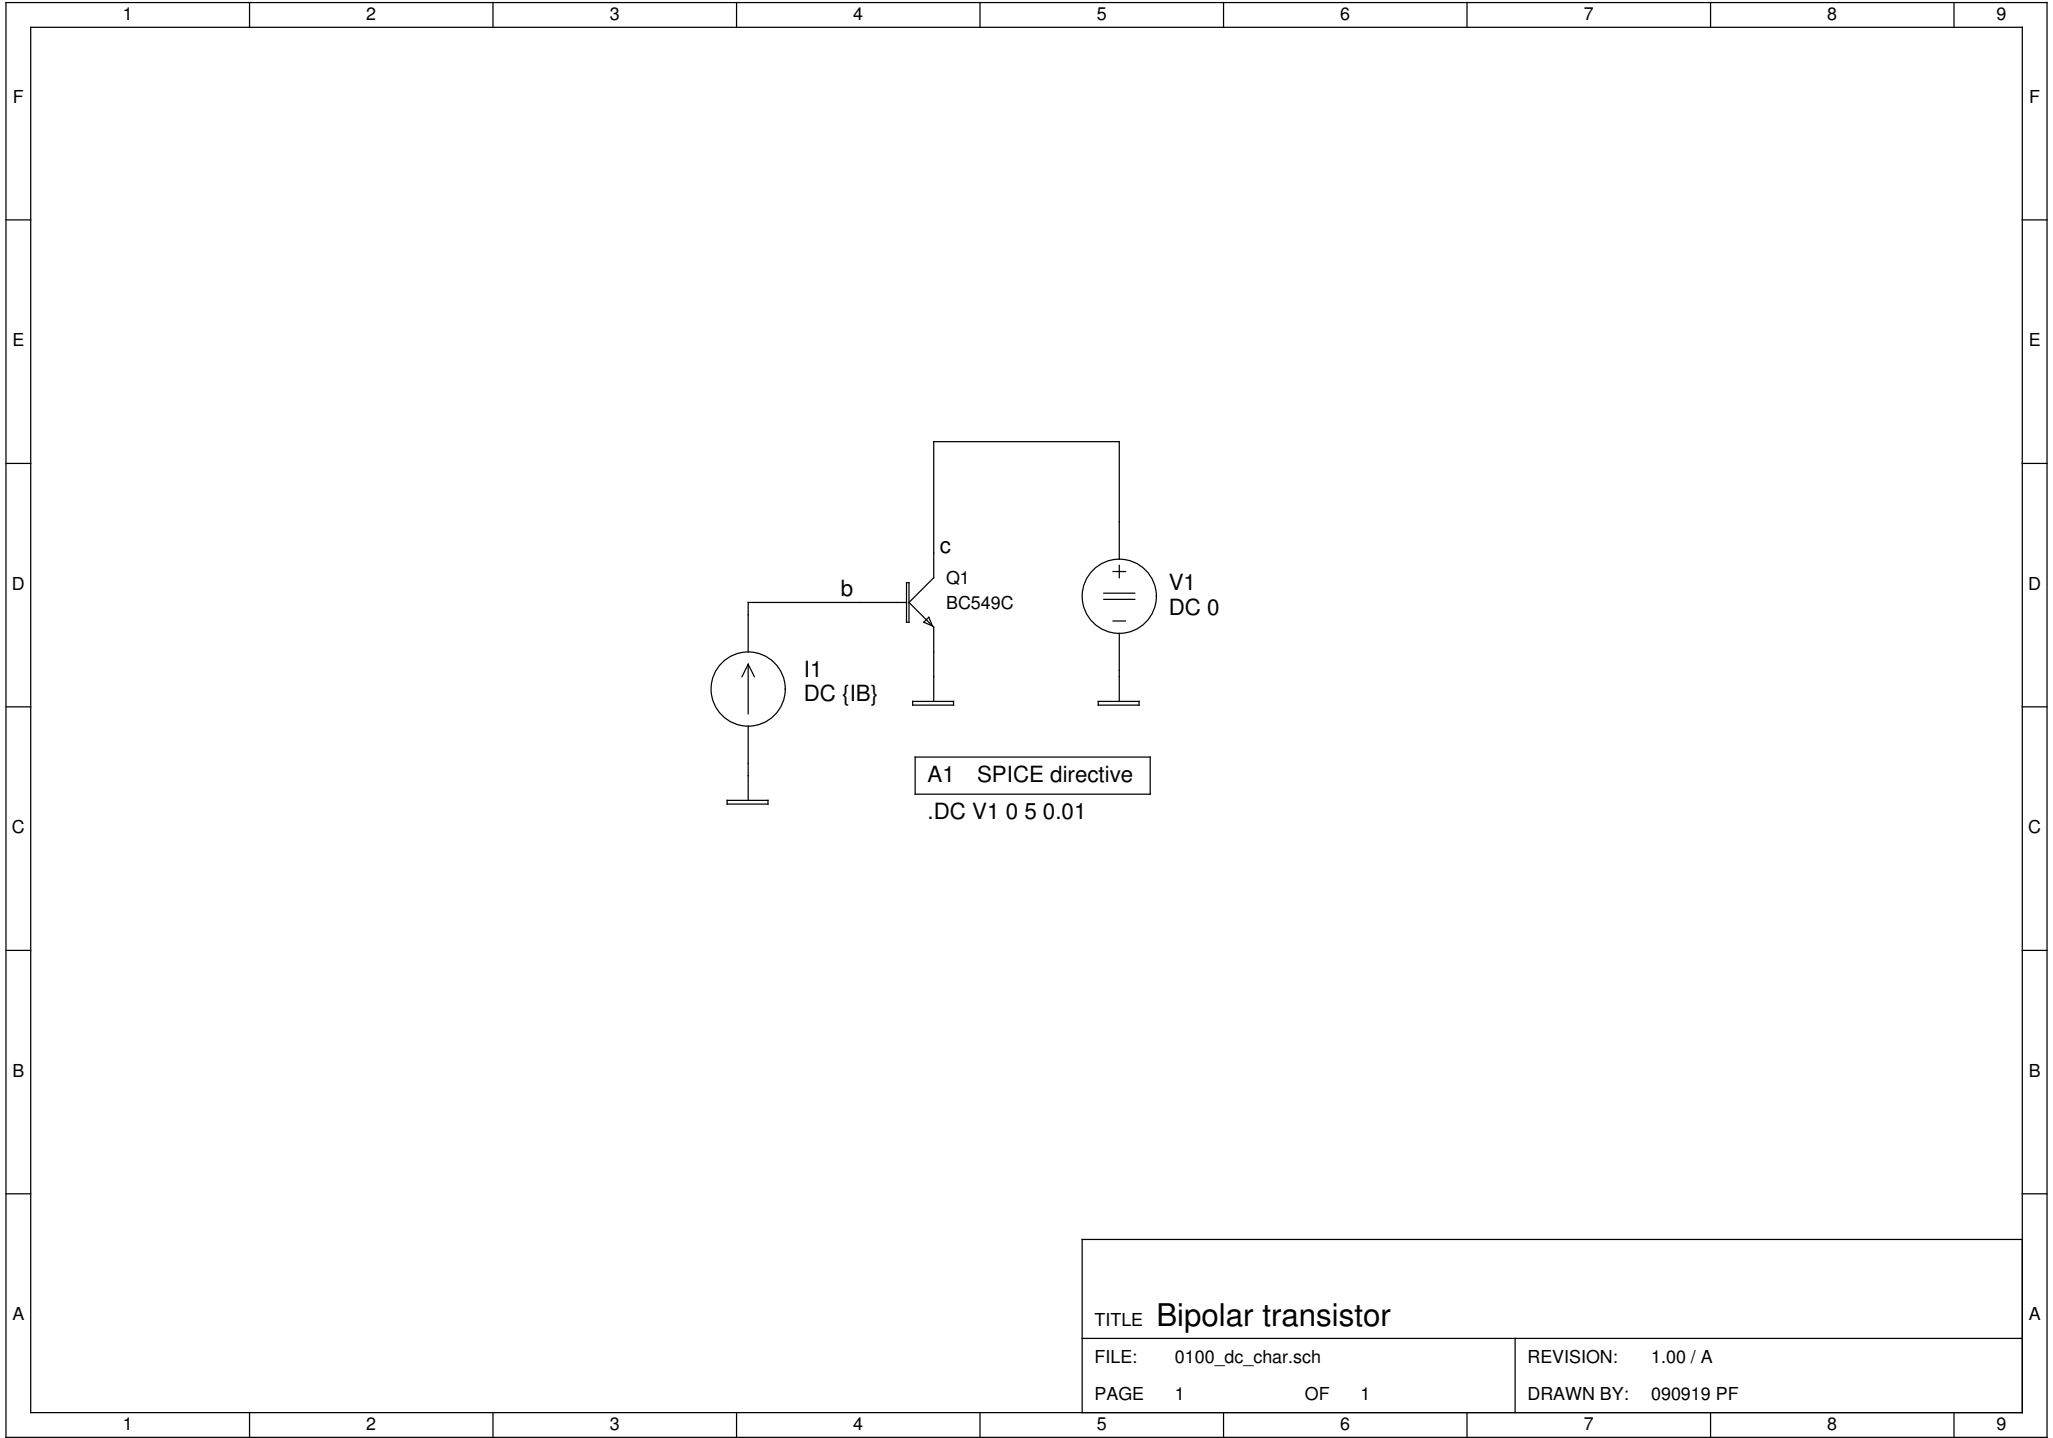 1 2 3 4 5 6 7 8 9
F F
E E
c
Q1
BC549C
b
D D
+
V1
DC 0
I1
DC {IB}
A1 SPICE directive
.DC V1 0 5 0.01
C C
B B
A A
TITLE Bipolar transistor
FILE: 0100_dc_char.sch REVISION: 1.00 / A
PAGE 1 OF 1 DRAWN BY: 090919 PF
1 2 3 4 5 6 7 8 9